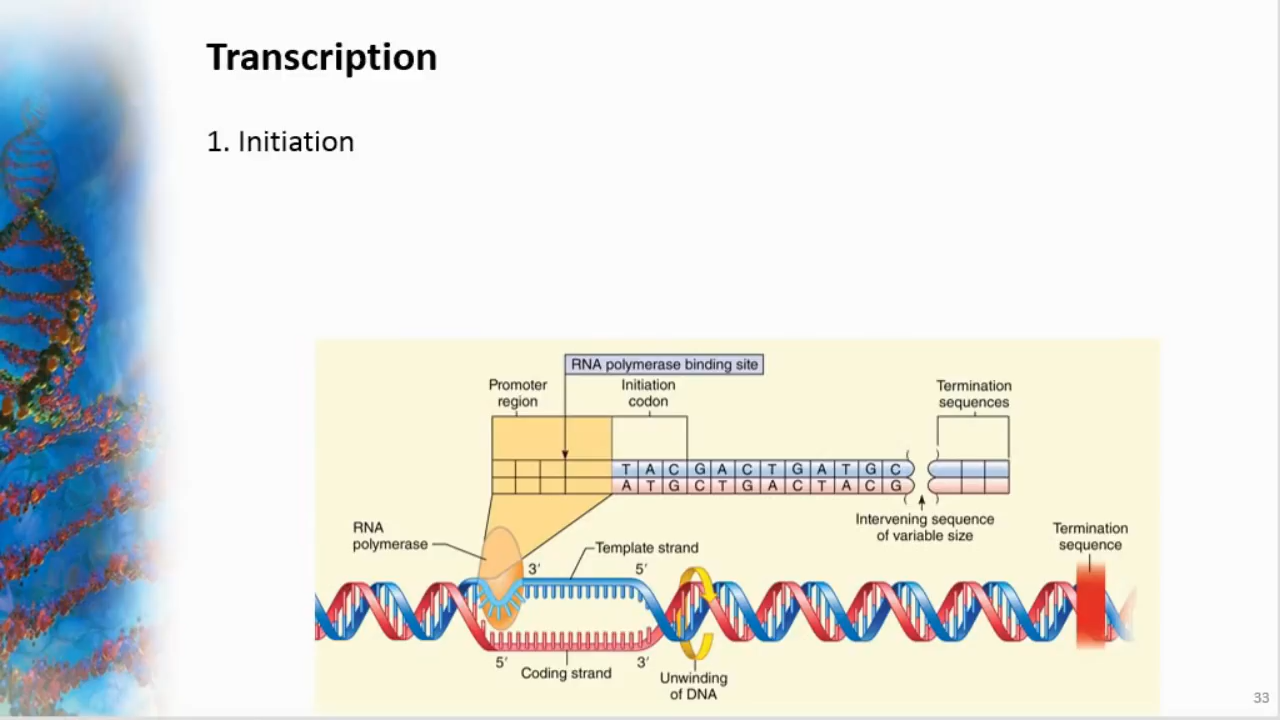 Transcription
1. Initiation
RNA polymerase binding site
Promoter
region
Initiation
codon
Termination
sequences
T A C G A C T G A T G C
A T G C T G A C T A C G
Intervening sequence
of variable size
RNA
polymerase
Termination
sequence
Template strand
3′ 5′
5′ 3′
Coding strand
Unwinding
of DNA
33